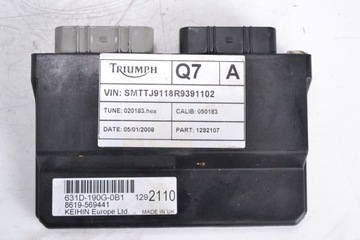 TRIUMPH
Q7
A
VIN: SMTTJ9118R9391102
TUNE: 020183.hex
CALIB: 050183
DATE: 05/01/2008
PART: 1292107
631D-190G-0B1
1292110
8619-569441
KEIHIN Europe Ltd.
MADE IN UK